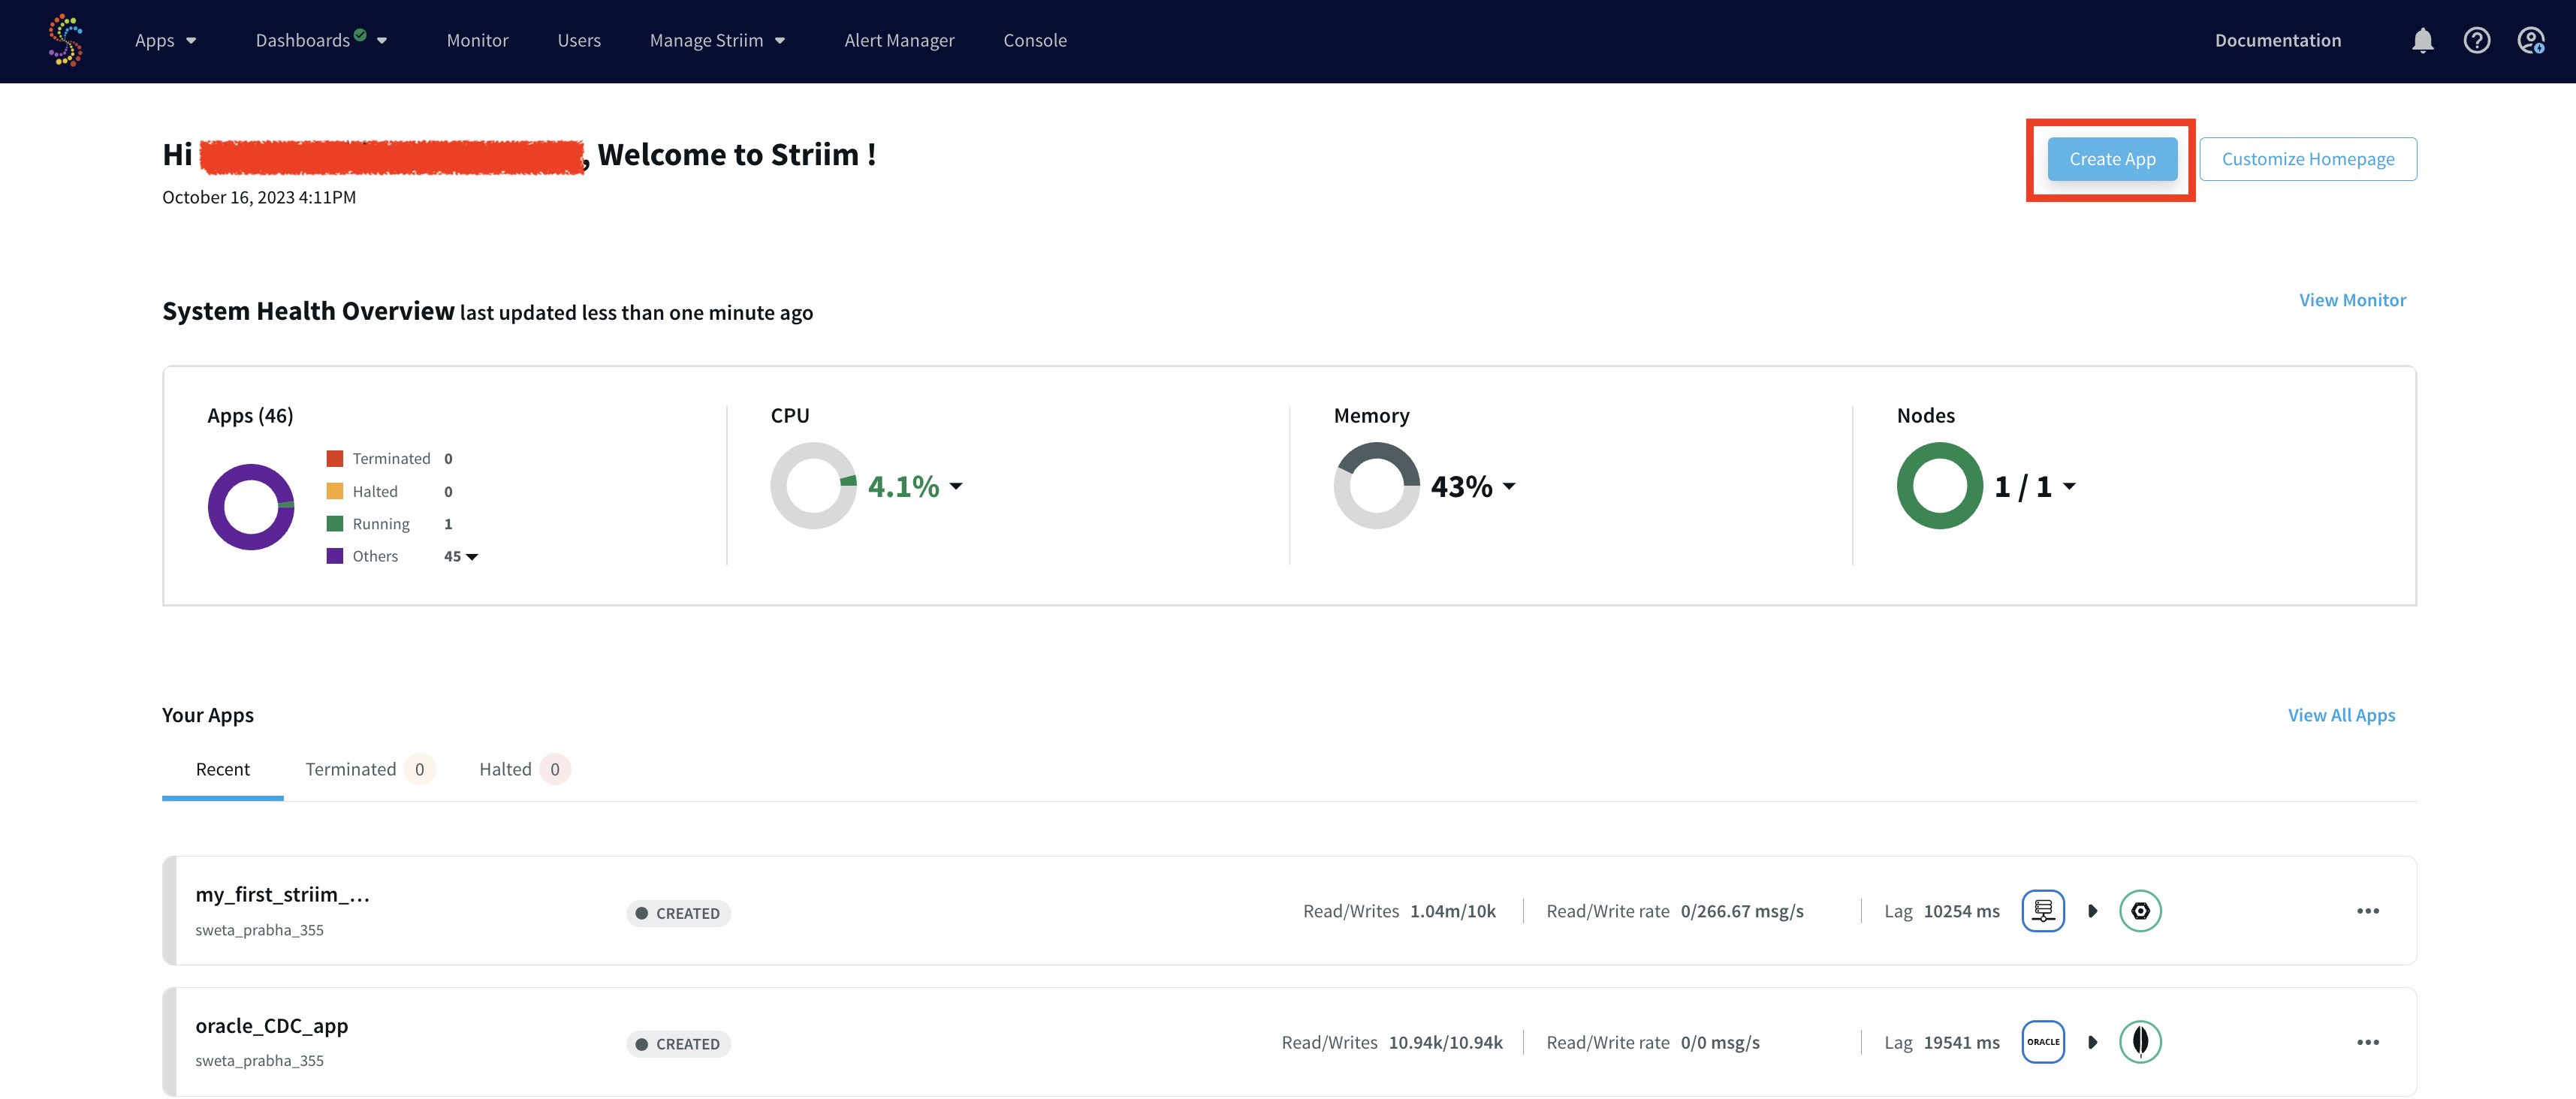 Apps Dashboards Monitor Users Manage Striim Alert Manager Console Documentation
Hi , Welcome to Striim !
October 16, 2023 4:11PM
Create App
Customize Homepage
System Health Overview last updated less than one minute ago
View Monitor
Apps (46)
Terminated 0
Halted 0
Running 1
Others 45
CPU
4.1%
Memory
43%
Nodes
1 / 1
Your Apps
View All Apps
Recent Terminated 0 Halted 0
my_first_striim_...
sweta_prabha_355
CREATED
Read/Writes 1.04m/10k Read/Write rate 0/266.67 msg/s Lag 10254 ms
oracle_CDC_app
sweta_prabha_355
CREATED
Read/Writes 10.94k/10.94k Read/Write rate 0/0 msg/s Lag 19541 ms ORACLE